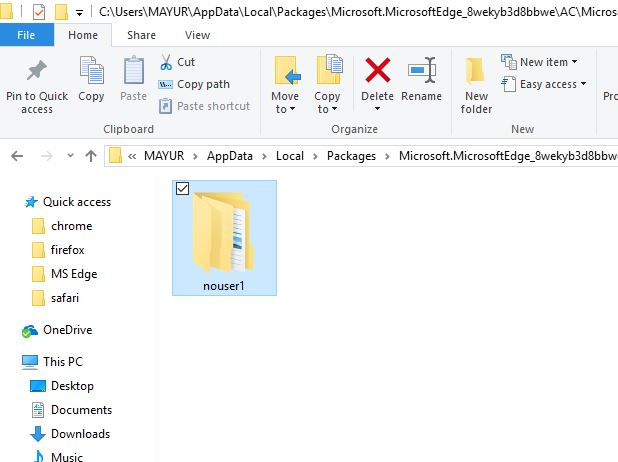 C:\Users\MAYUR\AppData\Local\Packages\Microsoft.MicrosoftEdge_8wekyb3d8bbwe\AC\Micros
File Home Share View
Pin to Quick access
Copy
Paste
Cut
Copy path
Paste shortcut
Clipboard
Move to
Copy to
Delete
Rename
Organize
New folder
New item
Easy access
New
Pro
« MAYUR > AppData > Local > Packages > Microsoft.MicrosoftEdge_8wekyb3d8bbwe
Quick access
chrome
firefox
MS Edge
safari
OneDrive
This PC
Desktop
Documents
Downloads
Music
nouser1